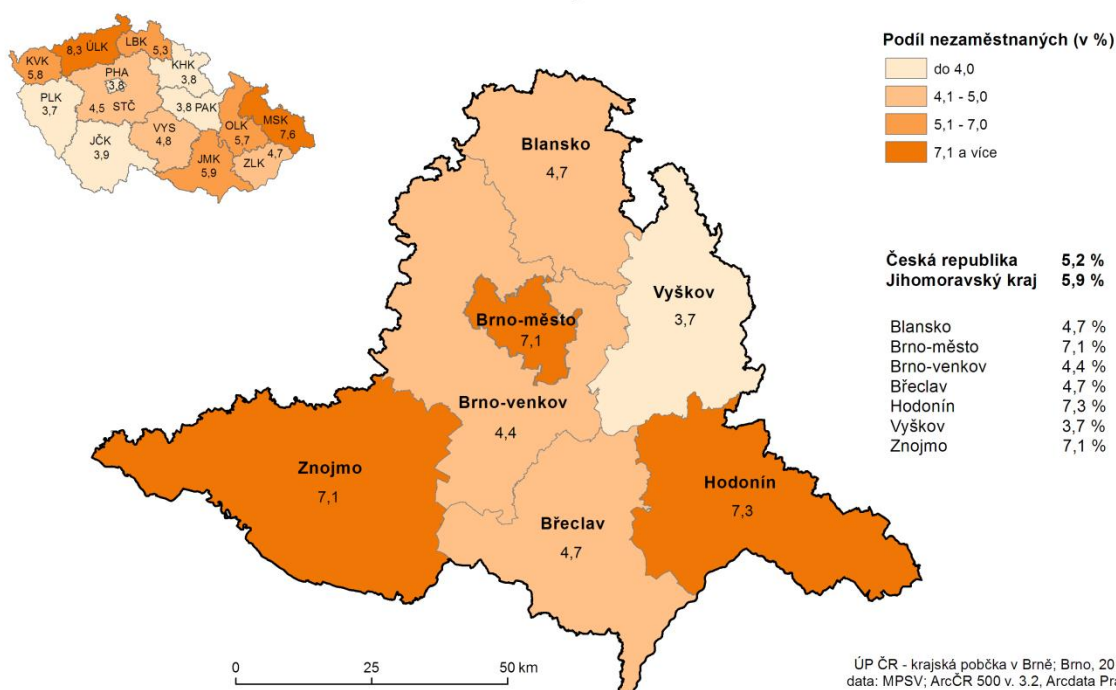 8,3 ÚLK
LBK
5,3
KVK
5,8
KHK
3,8
PHA
3,8
PLK
3,7
4,5 STČ
3,8 PAK
MSK
7,6
OLK
5,7
VYS
4,8
JČK
3,9
4,7
ZLK
JMK
5,9
Podíl nezaměstnaných (v %)
do 4,0
4,1 - 5,0
5,1 - 7,0
7,1 a více
Blansko
4,7
Vyškov
3,7
Brno-město
7,1
Brno-venkov
4,4
Znojmo
7,1
Hodonín
7,3
Břeclav
4,7
Česká republika 5,2 %
Jihomoravský kraj 5,9 %
Blansko 4,7 %
Brno-město 7,1 %
Brno-venkov 4,4 %
Břeclav 4,7 %
Hodonín 7,3 %
Vyškov 3,7 %
Znojmo 7,1 %
0 25 50 km
ÚP ČR - krajská pobčka v Brně; Brno, 20
data: MPSV; ArcČR 500 v. 3.2, Arcdata